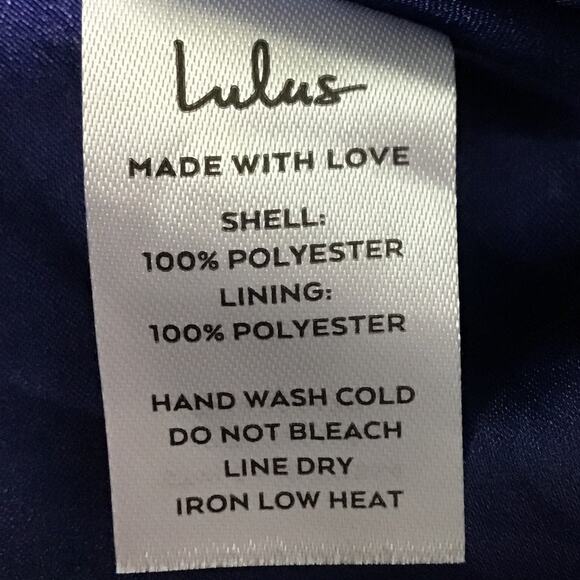 Lulus
MADE WITH LOVE
SHELL:
100% POLYESTER
LINING:
100% POLYESTER
HAND WASH COLD
DO NOT BLEACH
LINE DRY
IRON LOW HEAT